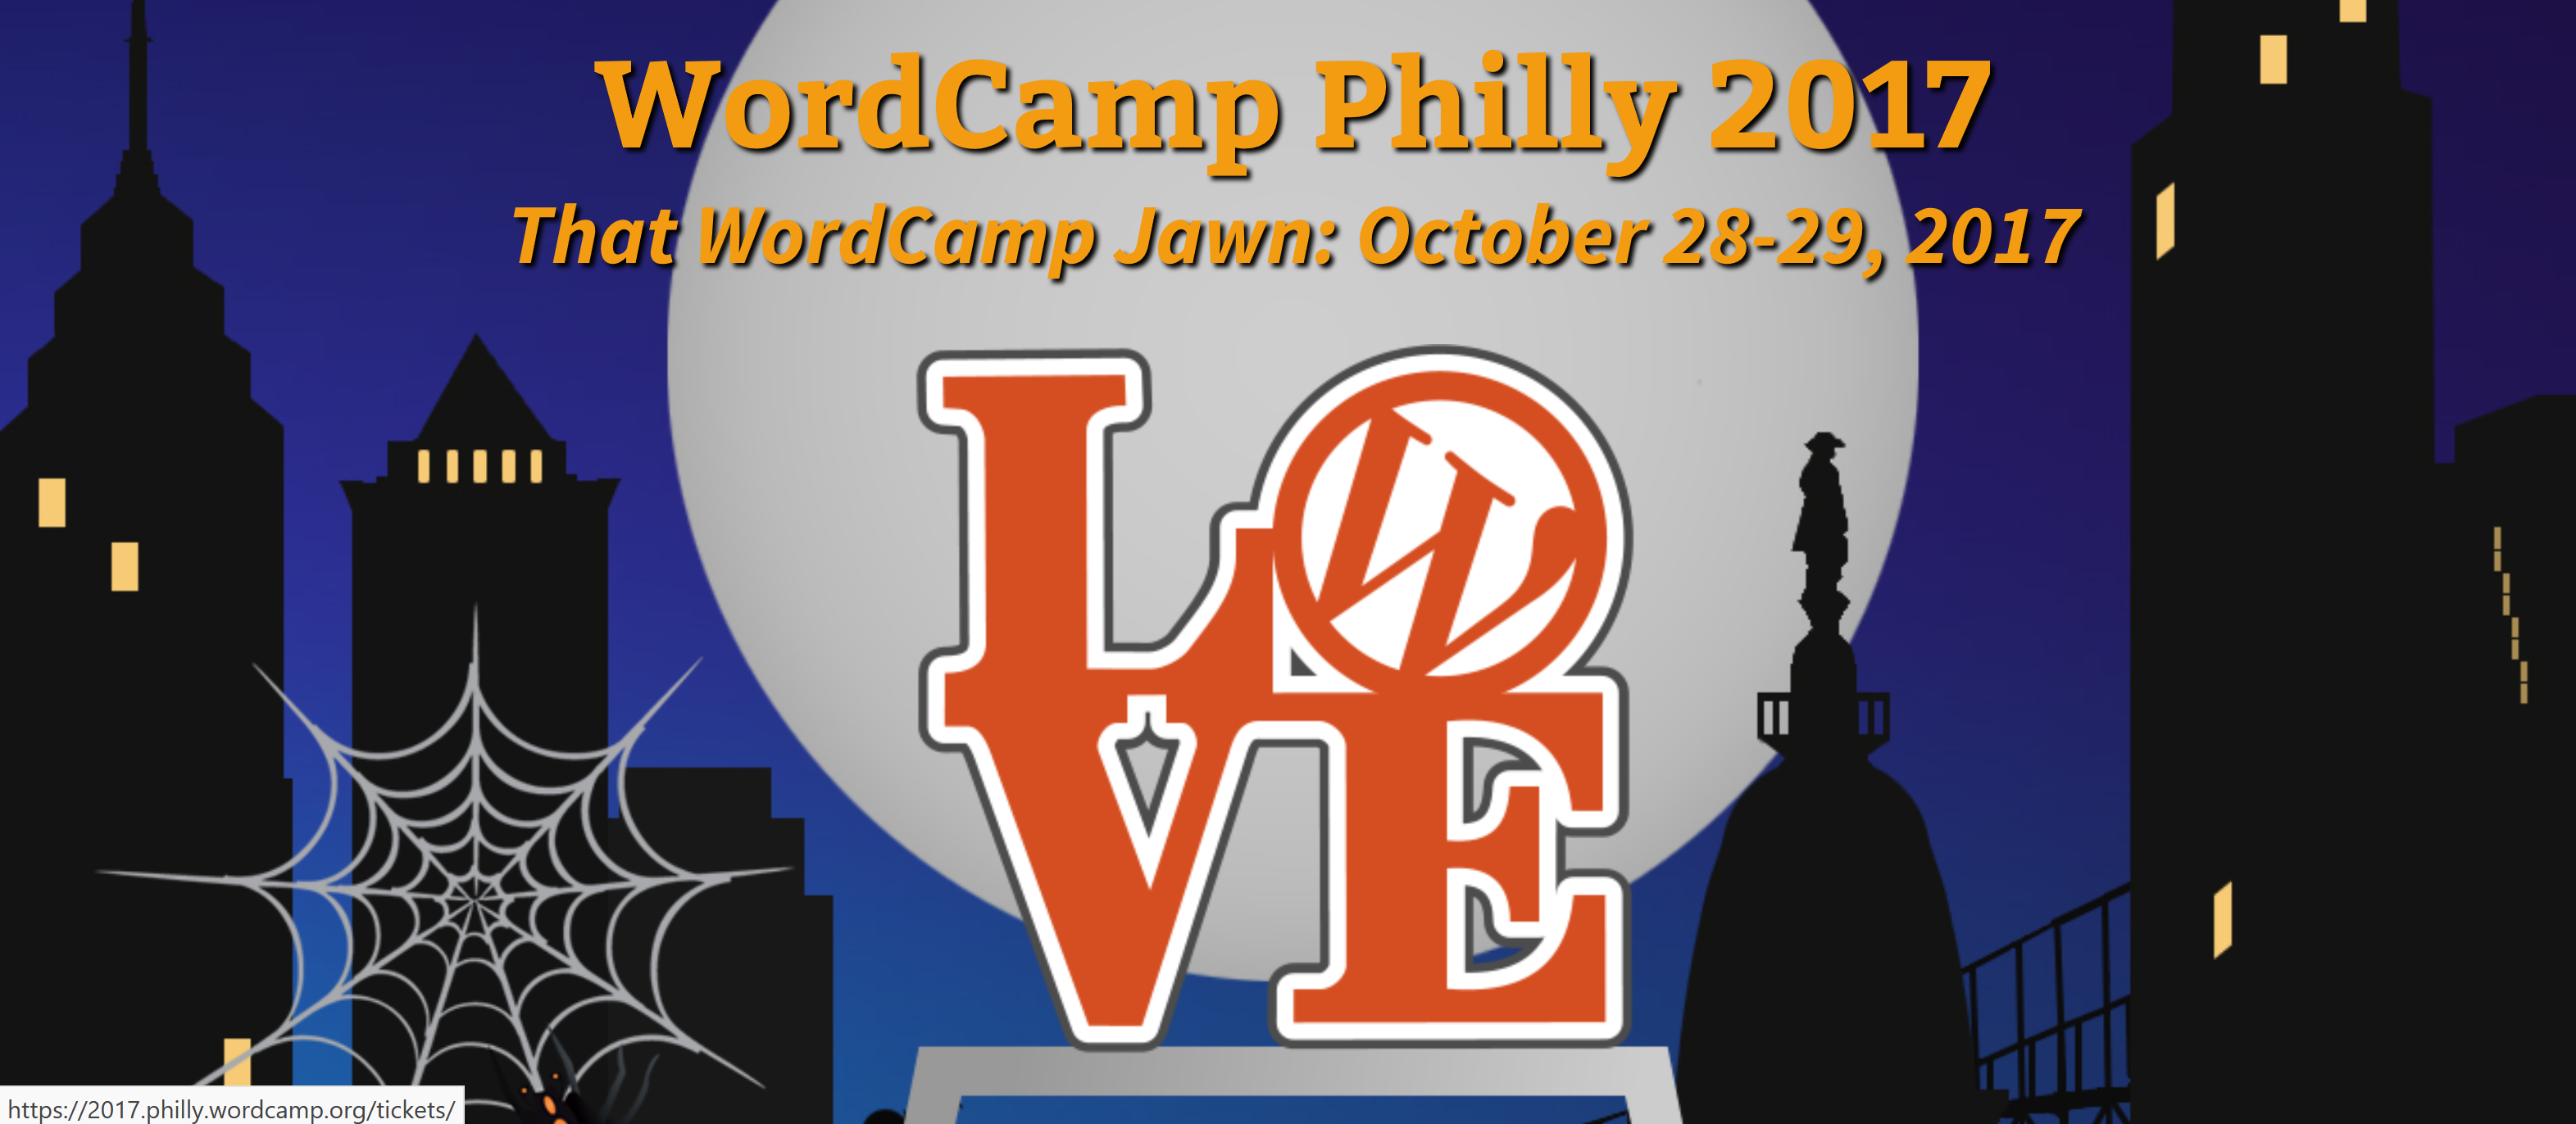 WordCamp Philly 2017
That WordCamp Jawn: October 28-29, 2017
LOVE
W
https://2017.philly.wordcamp.org/tickets/